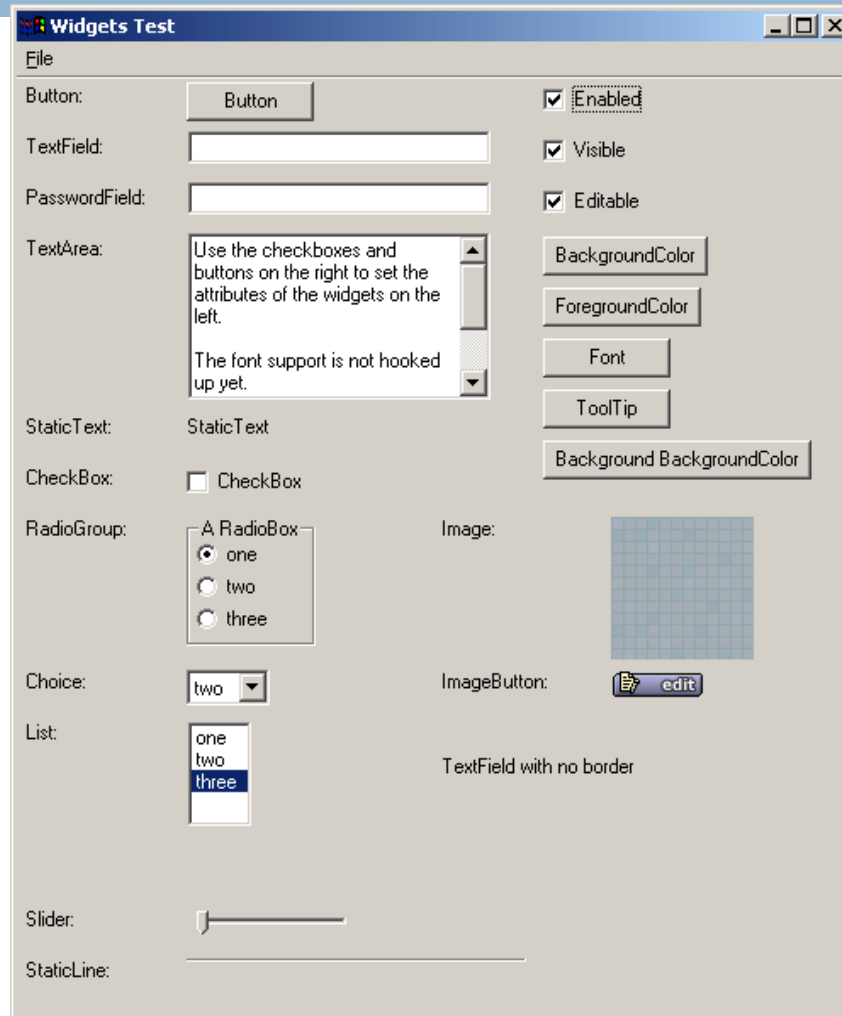 Widgets Test
File
Button:
Button
Enabled
TextField:
Visible
PasswordField:
Editable
TextArea:
Use the checkboxes and
buttons on the right to set the
attributes of the widgets on the
left.
The font support is not hooked
up yet.
BackgroundColor
ForegroundColor
Font
ToolTip
Background BackgroundColor
StaticText:
StaticText
CheckBox:
CheckBox
RadioGroup:
A RadioBox
one
two
three
Image:
Choice:
two
ImageButton:
edit
List:
one
two
three
TextField with no border
Slider:
StaticLine: